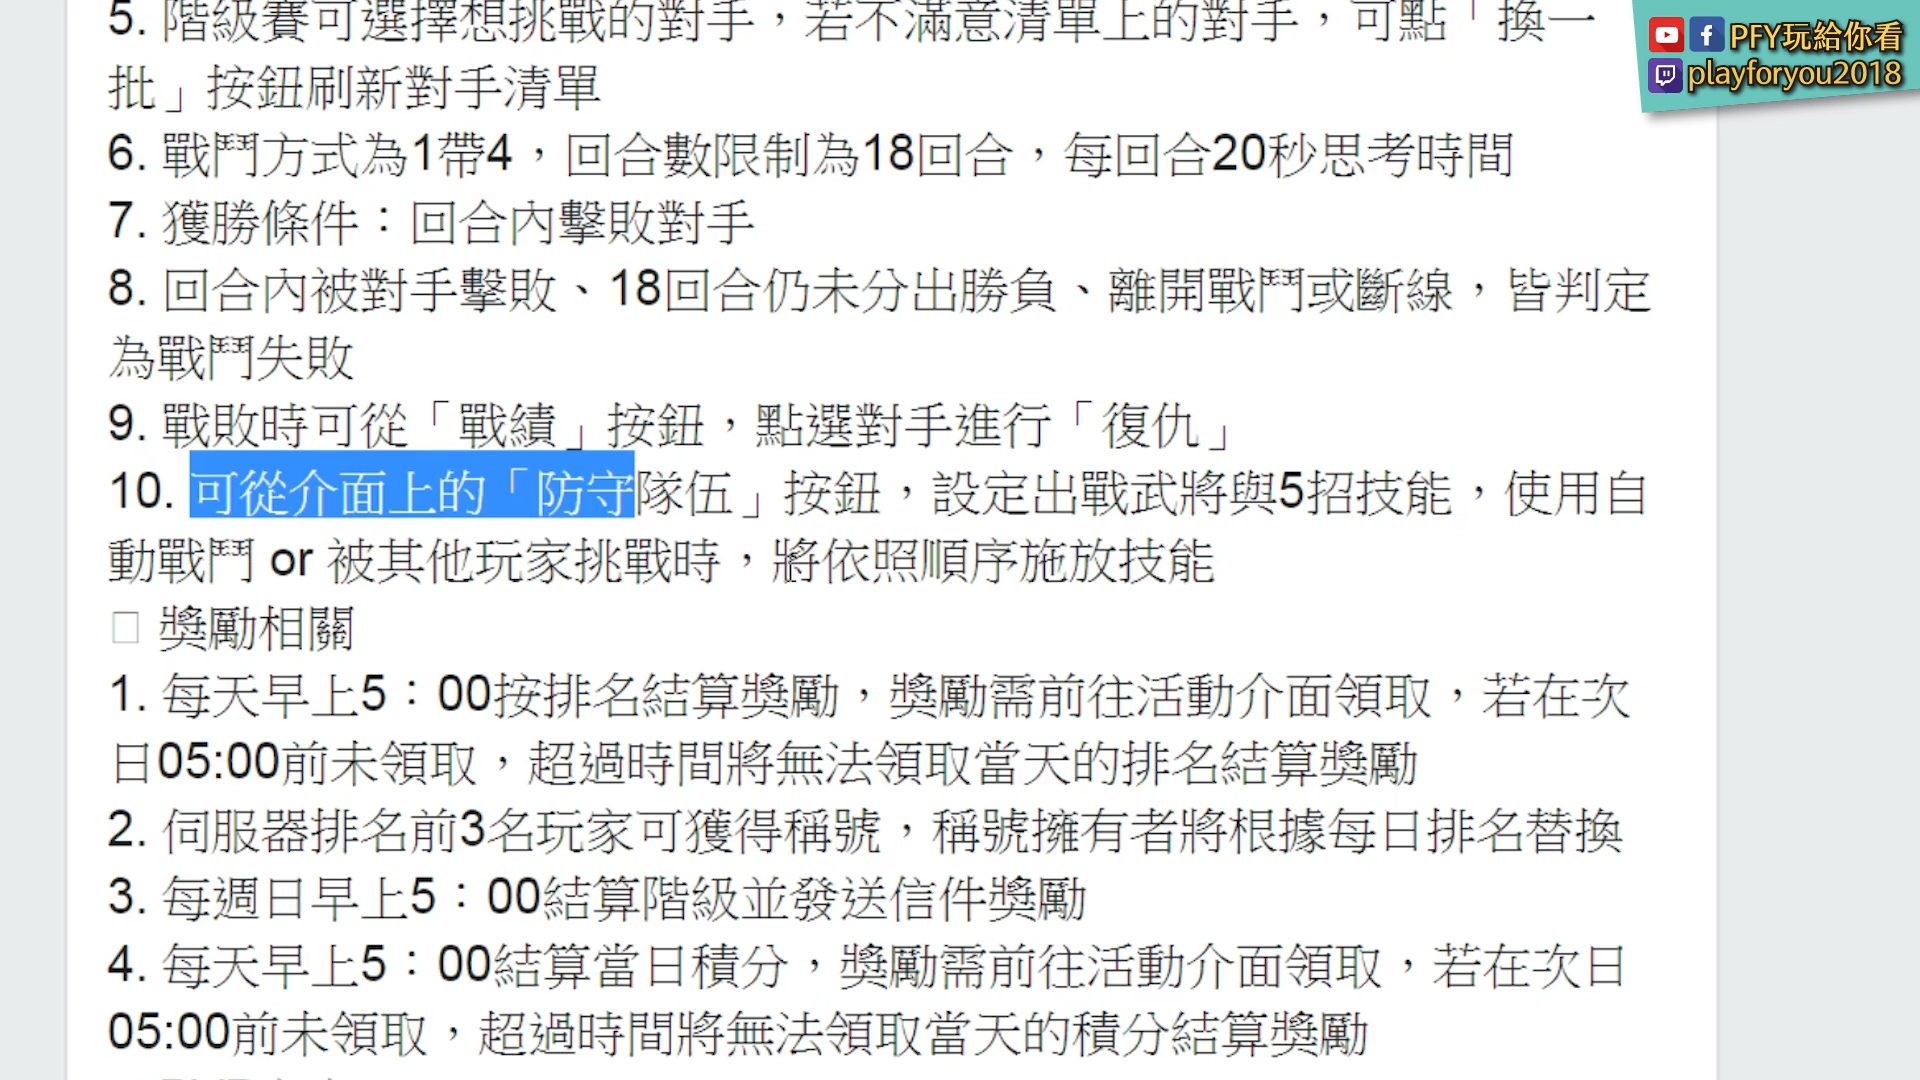 5. 階級賽可選擇想挑戰的對手，若不滿意清單上的對手，可點「換一
批」按鈕刷新對手清單
6. 戰鬥方式為1帶4，回合數限制為18回合，每回合20秒思考時間
7. 獲勝條件：回合內擊敗對手
8. 回合內被對手擊敗、18回合仍未分出勝負、離開戰鬥或斷線，皆判定
為戰鬥失敗
9. 戰敗時可從「戰績」按鈕，點選對手進行「復仇」
10. 可從介面上的「防守隊伍」按鈕，設定出戰武將與5招技能，使用自
動戰鬥 or 被其他玩家挑戰時，將依照順序施放技能
獎勵相關
1. 每天早上5：00按排名結算獎勵，獎勵需前往活動介面領取，若在次
日05:00前未領取，超過時間將無法領取當天的排名結算獎勵
2. 伺服器排名前3名玩家可獲得稱號，稱號擁有者將根據每日排名替換
3. 每週日早上5：00結算階級並發送信件獎勵
4. 每天早上5：00結算當日積分，獎勵需前往活動介面領取，若在次日
05:00前未領取，超過時間將無法領取當天的積分結算獎勵
PFY玩給你看
playforyou2018